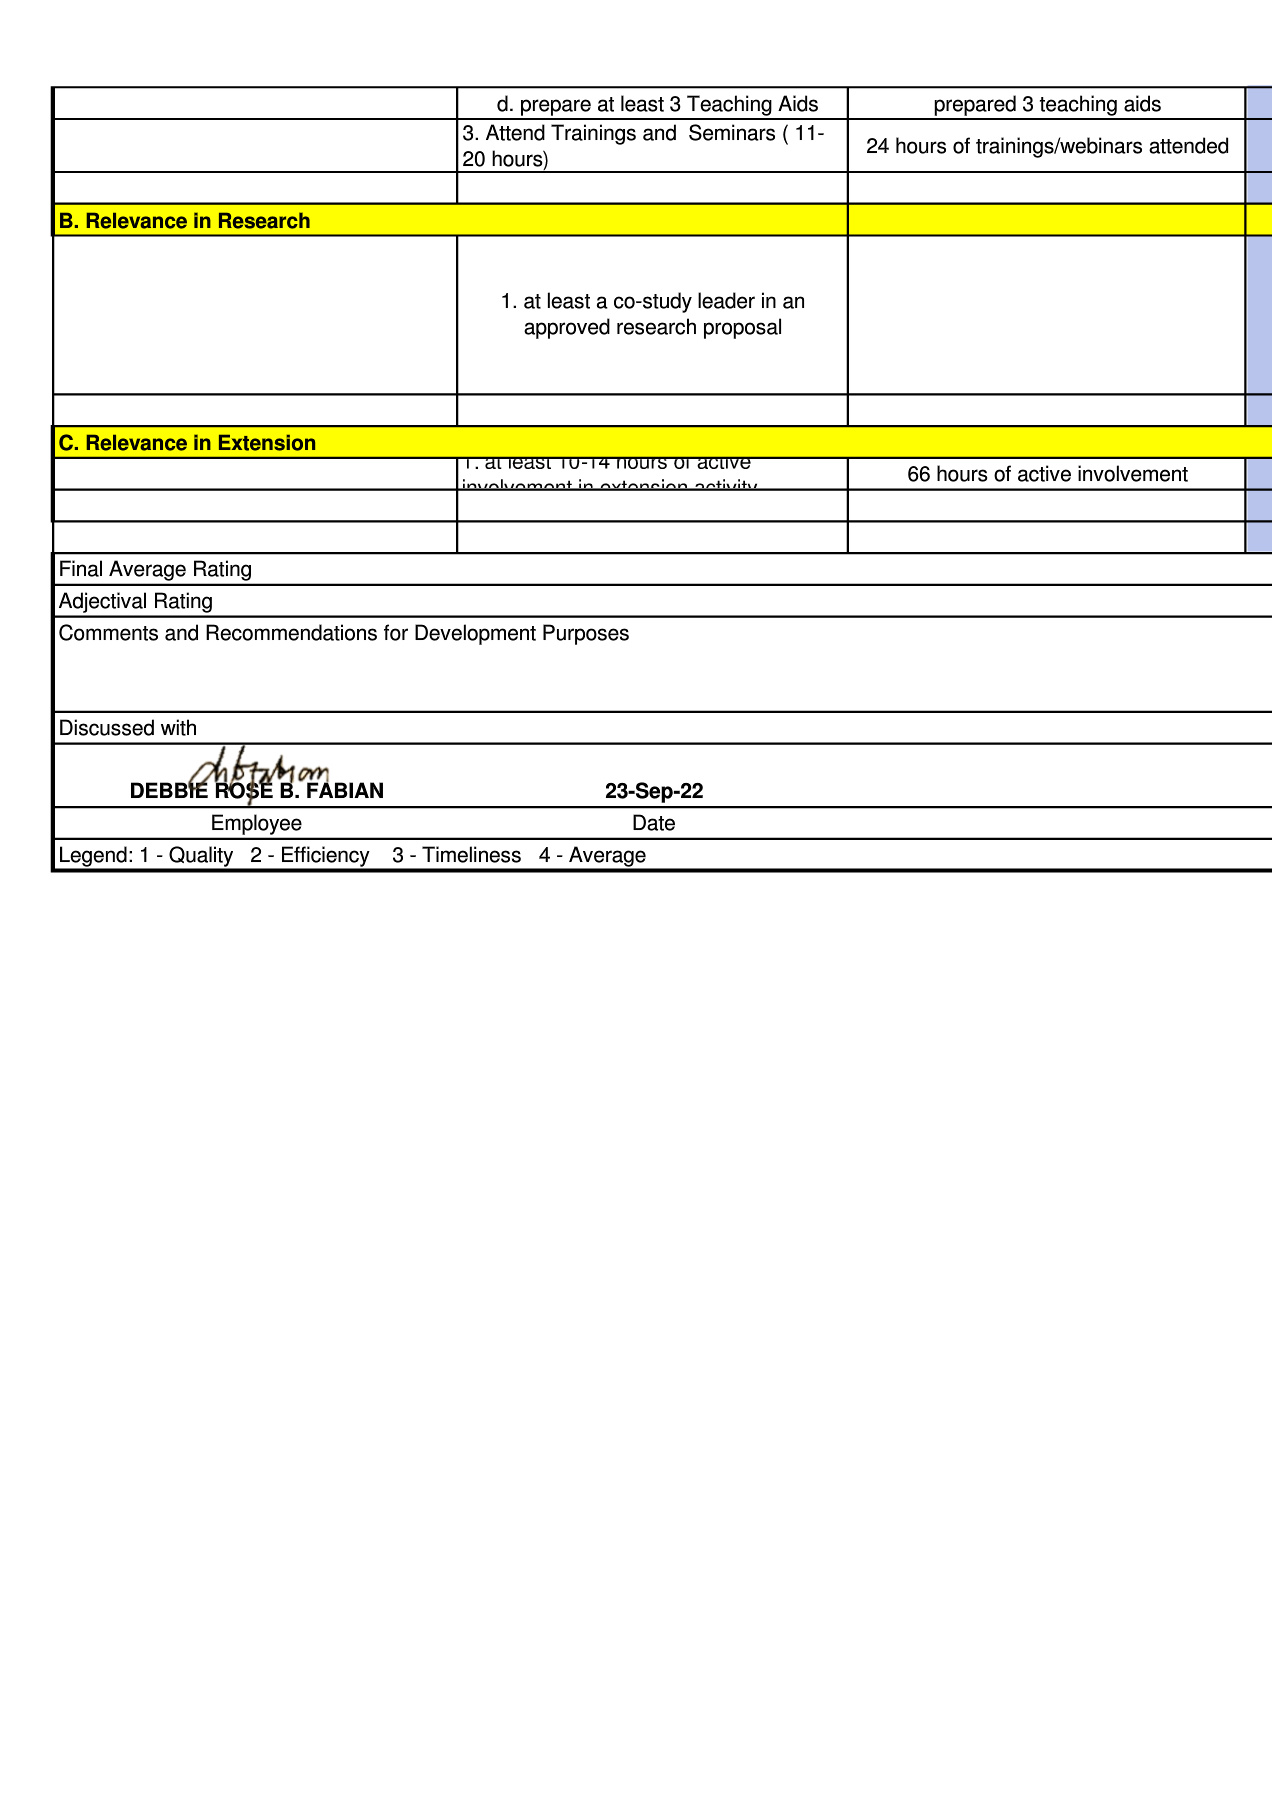 d. prepare at least 3 Teaching Aids
prepared 3 teaching aids
3. Attend Trainings and  Seminars ( 11-
20 hours)
24 hours of trainings/webinars attended
B. Relevance in Research
1. at least a co-study leader in an
approved research proposal
C. Relevance in Extension
1. at least 10-14 hours of active
involvement in extension activity
66 hours of active involvement
Final Average Rating
Adjectival Rating
Comments and Recommendations for Development Purposes
Discussed with
DEBBIE ROSE B. FABIAN
23-Sep-22
Employee
Date
Legend: 1 - Quality   2 - Efficiency    3 - Timeliness   4 - Average